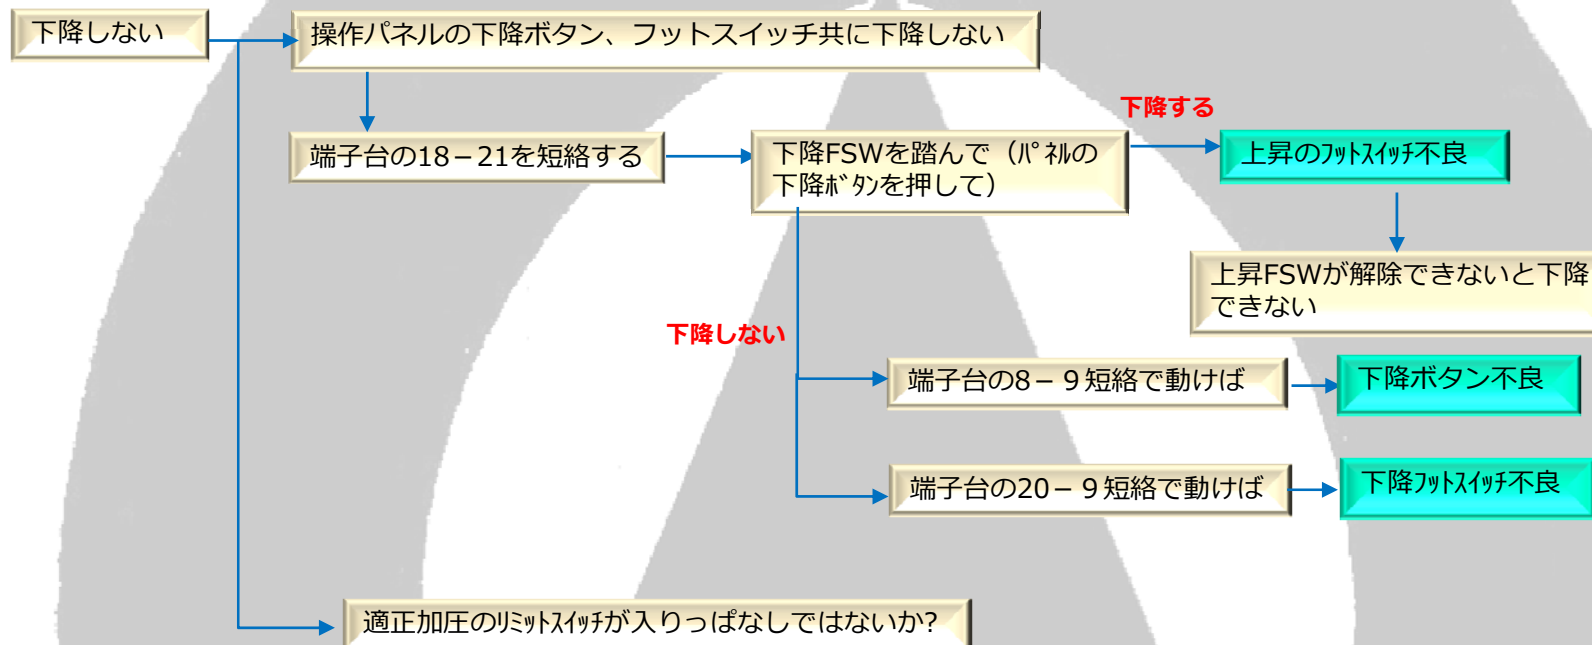 下降しない
操作パネルの下降ボタン、フットスイッチ共に下降しない
端子台の18－21を短絡する
下降FSWを踏んで（ﾊﾟﾈﾙの
下降ﾎﾞﾀﾝを押して）
下降する
上昇のﾌｯﾄｽｲｯﾁ不良
上昇FSWが解除できないと下降
できない
下降しない
端子台の8－９短絡で動けば
下降ボタン不良
端子台の20－９短絡で動けば
下降ﾌｯﾄｽｲｯﾁ不良
適正加圧のﾘﾐｯﾄｽｲｯﾁが入りっぱなしではないか?